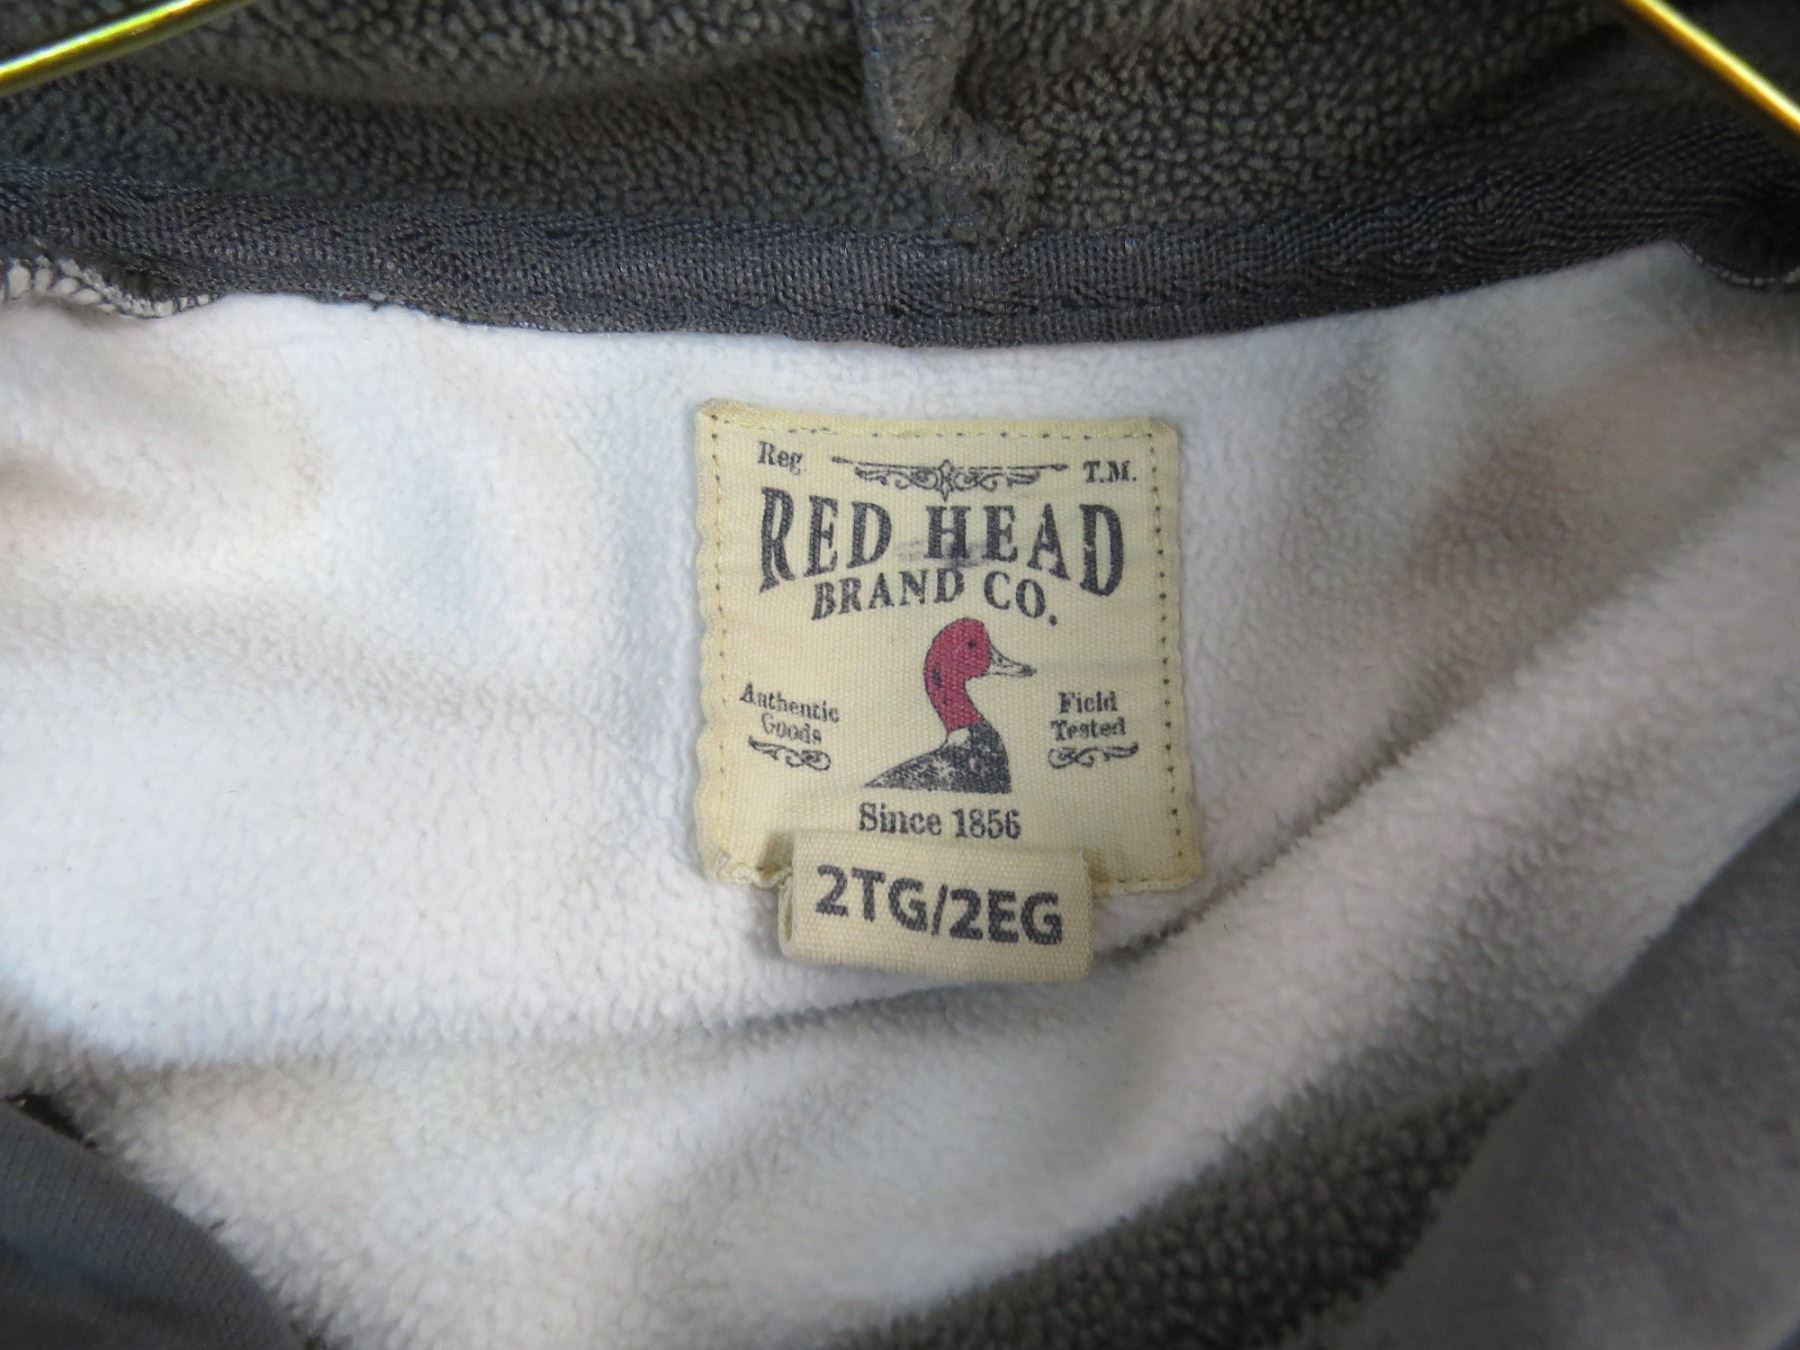 Reg T.M.
RED HEAD
BRAND CO.
Authentic
Goods
Field
Tested
Since 1856
2TG/2EG